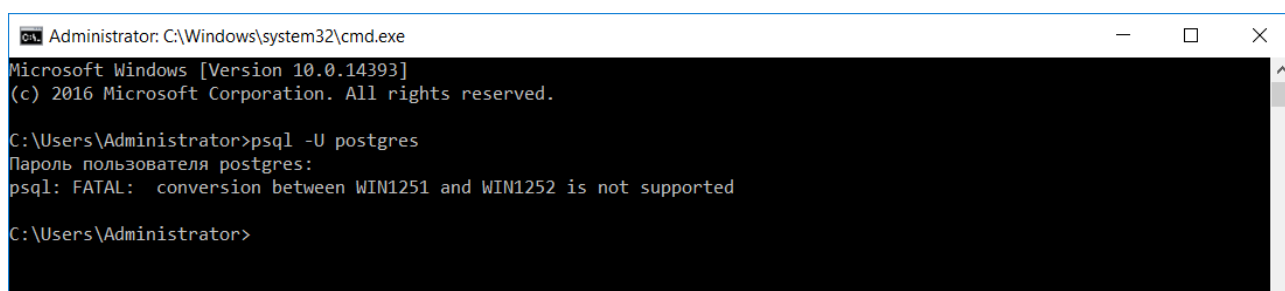 Administrator: C:\Windows\system32\cmd.exe
Microsoft Windows [Version 10.0.14393]
(c) 2016 Microsoft Corporation. All rights reserved.
C:\Users\Administrator>psql -U postgres
Пароль пользователя postgres:
psql: FATAL:  conversion between WIN1251 and WIN1252 is not supported
C:\Users\Administrator>